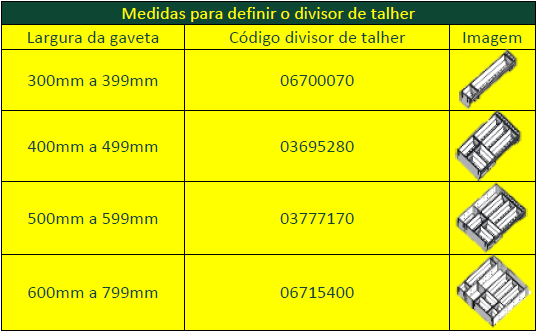 Medidas para definir o divisor de talher
Largura da gaveta Código divisor de talher Imagem
300mm a 399mm 06700070
400mm a 499mm 03695280
500mm a 599mm 03777170
600mm a 799mm 06715400